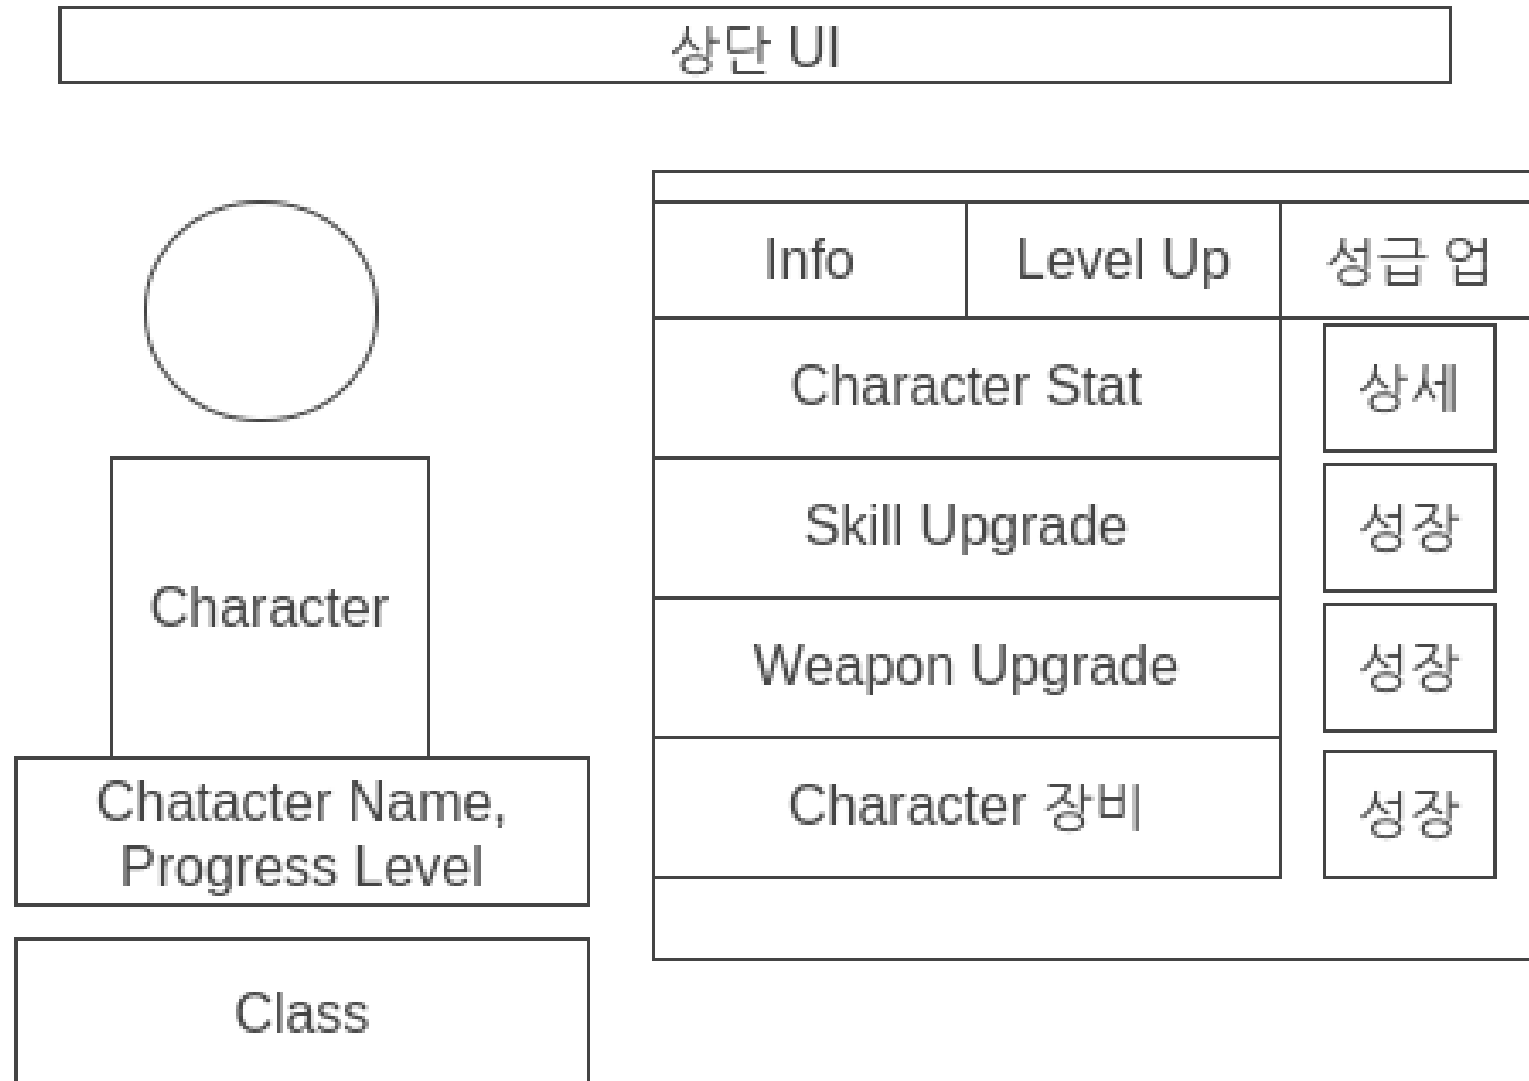 상단 UI
Info
Level Up
성급 업
Character Stat
상세
Skill Upgrade
성장
Weapon Upgrade
성장
Character 장비
성장
Character
Chatacter Name,
Progress Level
Class